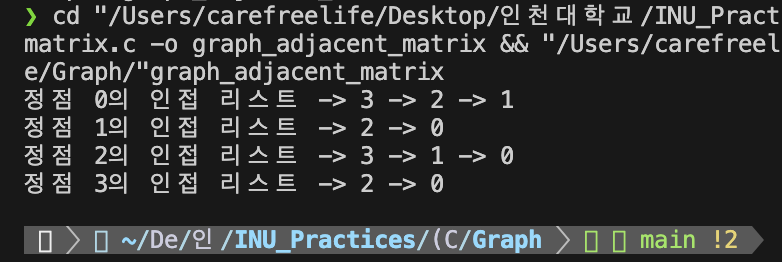 ❯ cd "/Users/carefreelife/Desktop/인천대학교/INU_Pract
matrix.c -o graph_adjacent_matrix && "/Users/carefreel
e/Graph/"graph_adjacent_matrix
정점 0의 인접 리스트 -> 3 -> 2 -> 1
정점 1의 인접 리스트 -> 2 -> 0
정점 2의 인접 리스트 -> 3 -> 1 -> 0
정점 3의 인접 리스트 -> 2 -> 0
~/De/인/INU_Practices/(C/Graph main !2